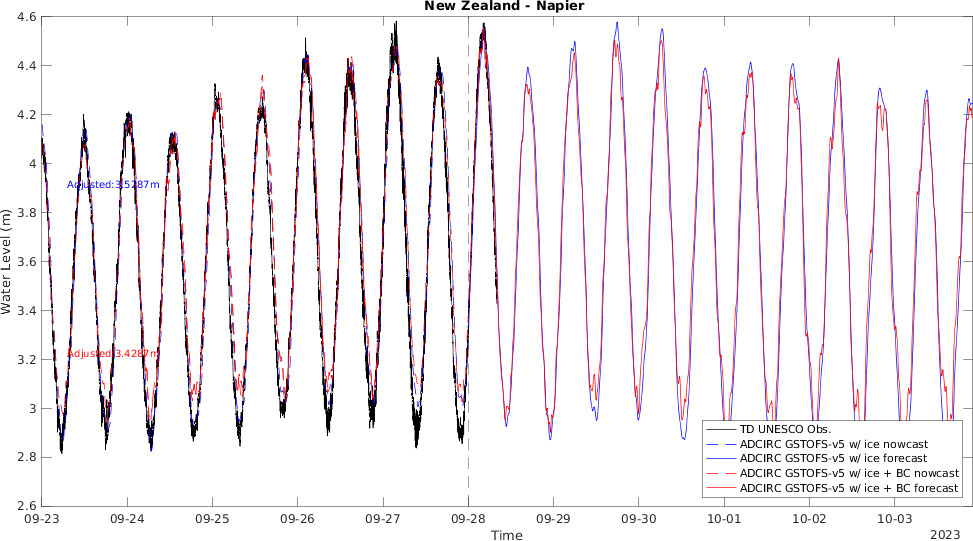 New Zealand - Napier
4.6
4.4
4.2
4
3.8
3.6
3.4
3.2
3
2.8
2.6
Water Level (m)
Adjusted:3.5287m
Adjusted:3.4287m
TD UNESCO Obs.
ADCIRC GSTOFS-v5 w/ ice nowcast
ADCIRC GSTOFS-v5 w/ ice forecast
ADCIRC GSTOFS-v5 w/ ice + BC nowcast
ADCIRC GSTOFS-v5 w/ ice + BC forecast
09-23 09-24 09-25 09-26 09-27 09-28 09-29 09-30 10-01 10-02 10-03
Time
2023